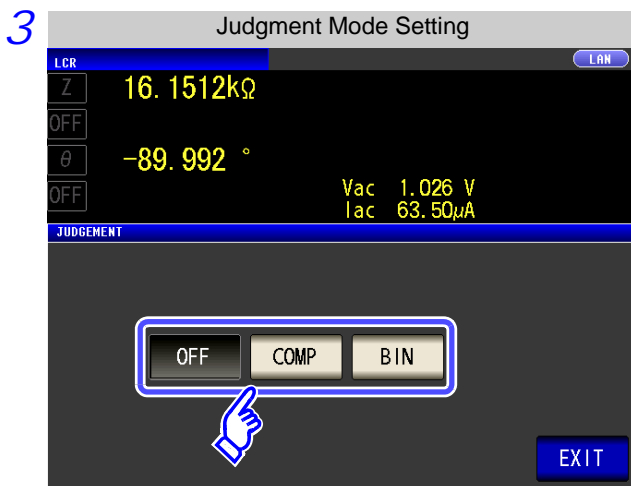 3 Judgment Mode Setting
LCR LAN
Z 16.1512kΩ
OFF
θ -89.992 °
OFF
Vac 1.026 V
Iac 63.50μA
JUDGEMENT
OFF COMP BIN
EXIT